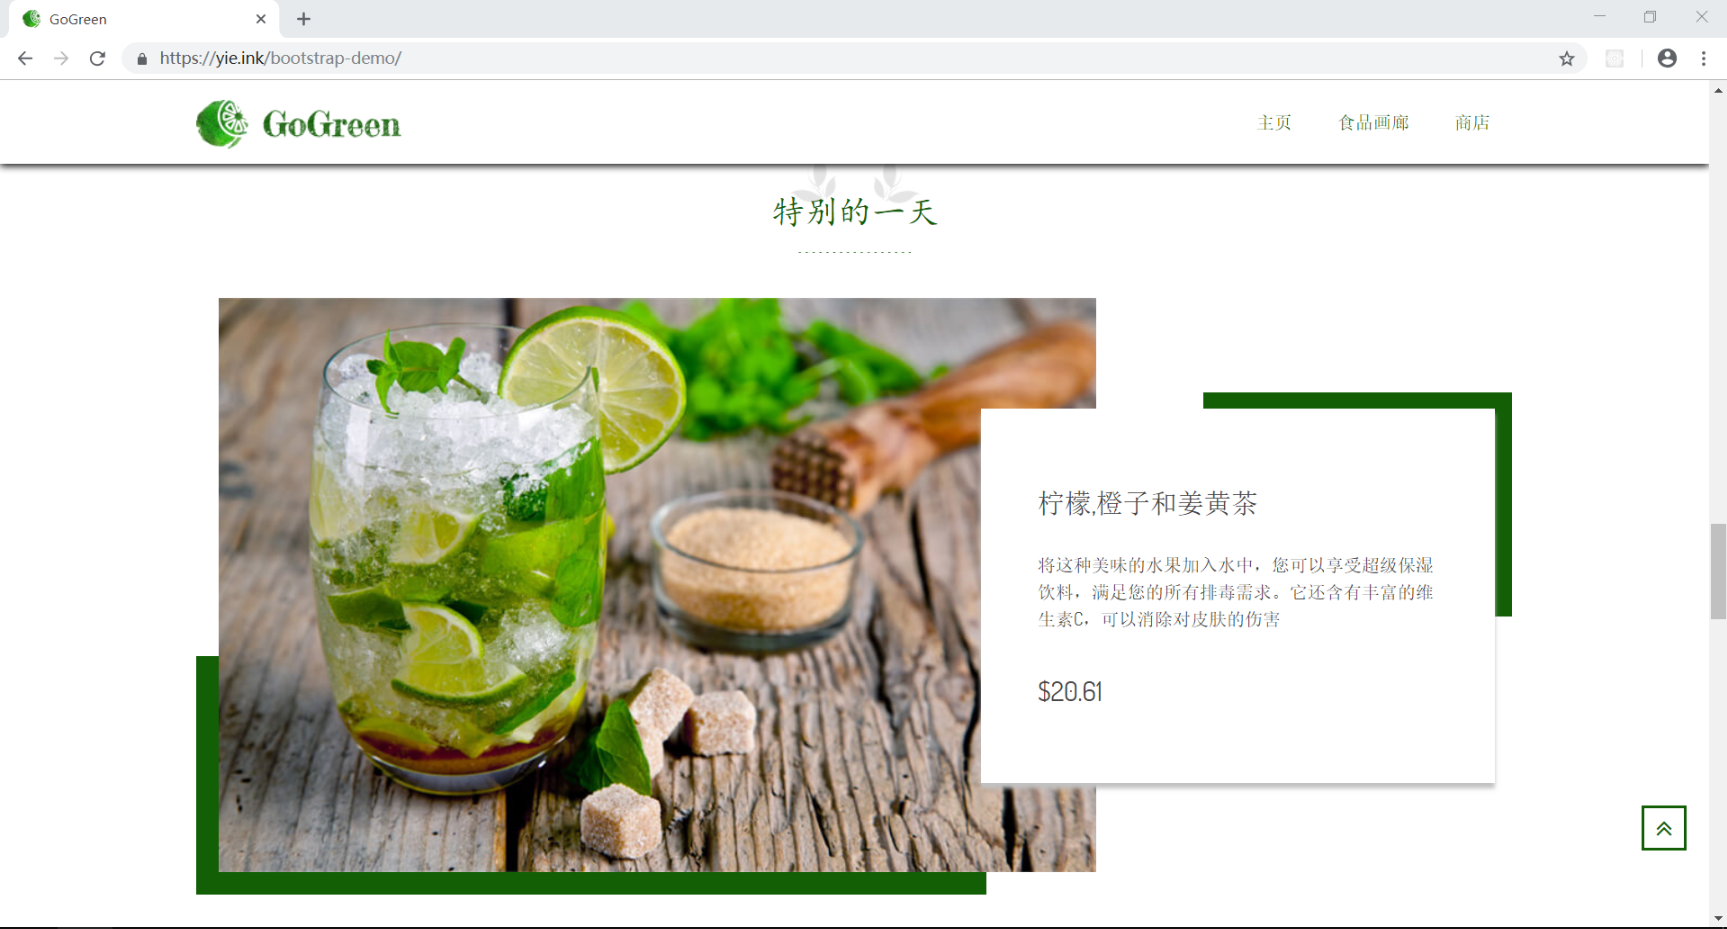 GoGreen
https://yie.ink/bootstrap-demo/
GoGreen
主页 食品画廊 商店
特别的一天
柠檬,橙子和姜黄茶
将这种美味的水果加入水中，您可以享受超级保湿
饮料，满足您的所有排毒需求。它还含有丰富的维
生素C，可以消除对皮肤的伤害
$20.61